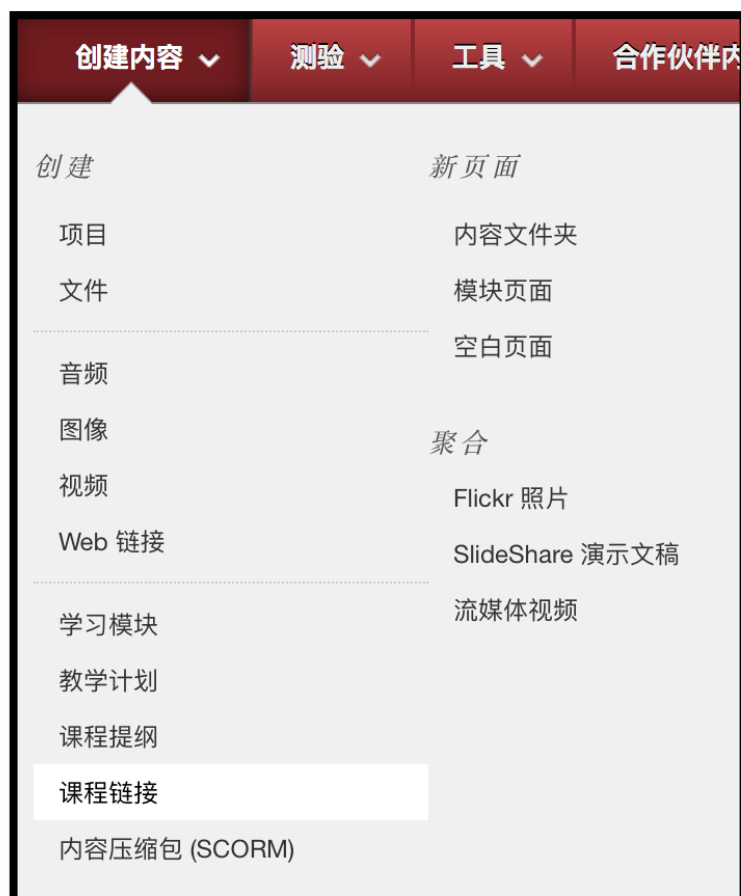 创建内容
测验
工具
合作伙伴内
创建
项目
文件
音频
图像
视频
Web 链接
学习模块
教学计划
课程提纲
课程链接
内容压缩包 (SCORM)
新页面
内容文件夹
模块页面
空白页面
聚合
Flickr 照片
SlideShare 演示文稿
流媒体视频